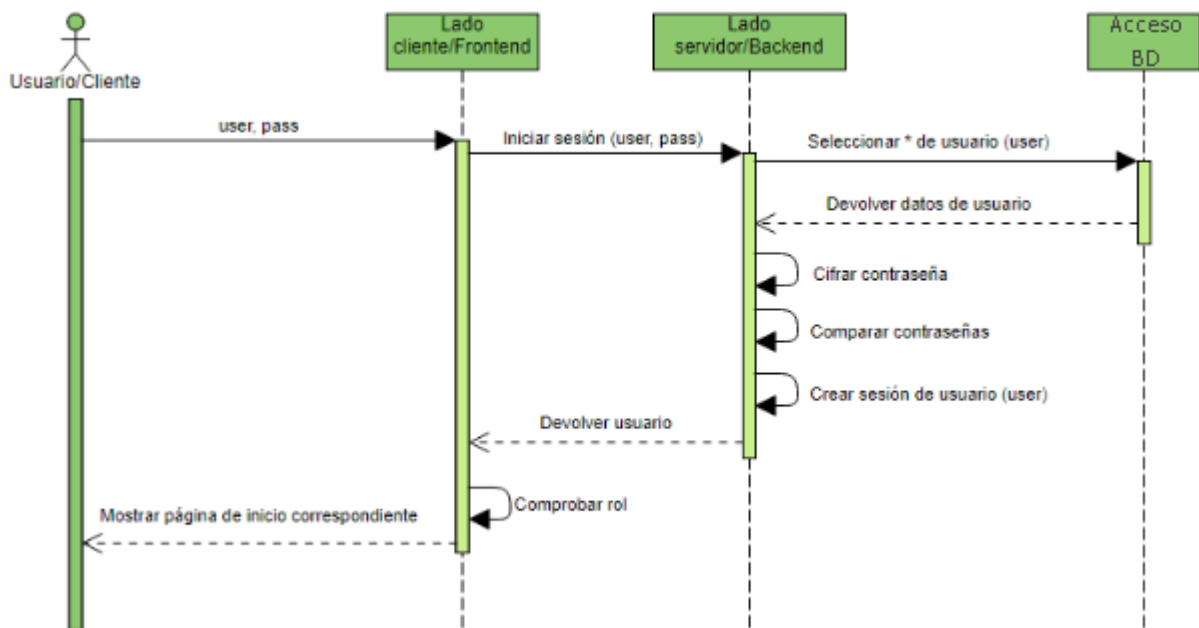 Lado
cliente/Frontend
Lado
servidor/Backend
Acceso
BD
Usuario/Cliente
user, pass
Iniciar sesión (user, pass)
Seleccionar * de usuario (user)
Devolver datos de usuario
Cifrar contraseña
Comparar contraseñas
Crear sesión de usuario (user)
Devolver usuario
Comprobar rol
Mostrar página de inicio correspondiente